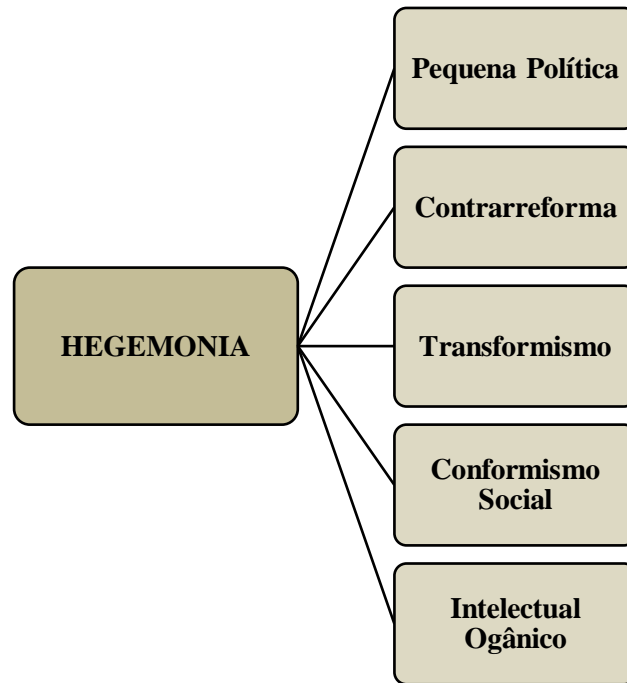 Pequena Política
Contrarreforma
HEGEMONIA
Transformismo
Conformismo
Social
Intelectual
Ogânico